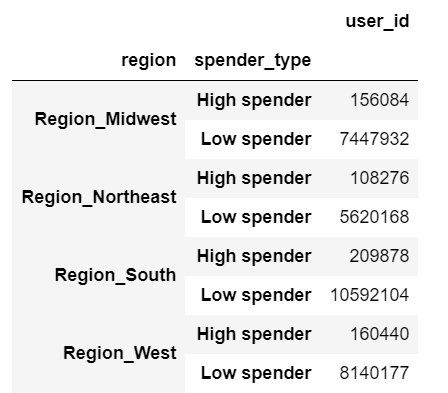 user_id
region spender_type
Region_Midwest High spender 156084
Low spender 7447932
Region_Northeast High spender 108276
Low spender 5620168
Region_South High spender 209878
Low spender 10592104
Region_West High spender 160440
Low spender 8140177